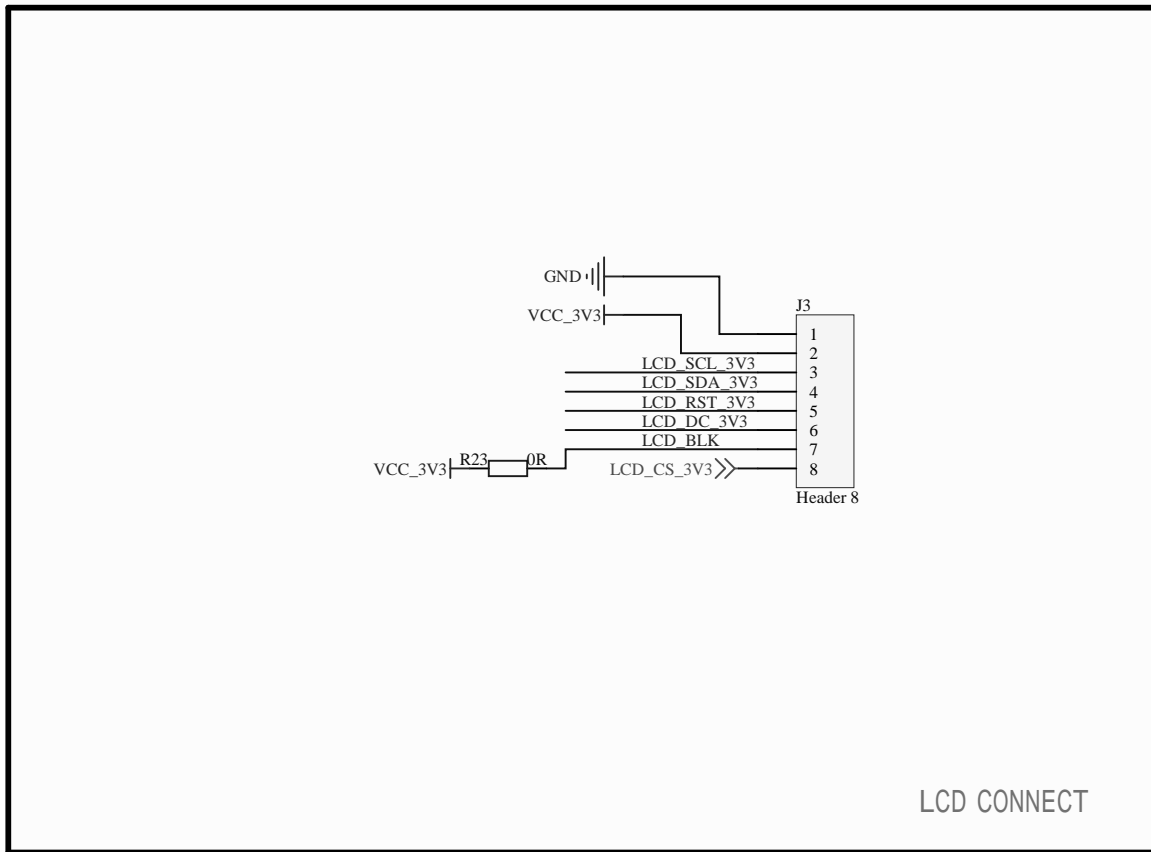 GND
J3
VCC_3V3
1
2
LCD_SCL_3V3 3
LCD_SDA_3V3 4
LCD_RST_3V3 5
LCD_DC_3V3 6
LCD_BLK 7
VCC_3V3 R23 0R LCD_CS_3V3 8
Header 8
LCD CONNECT